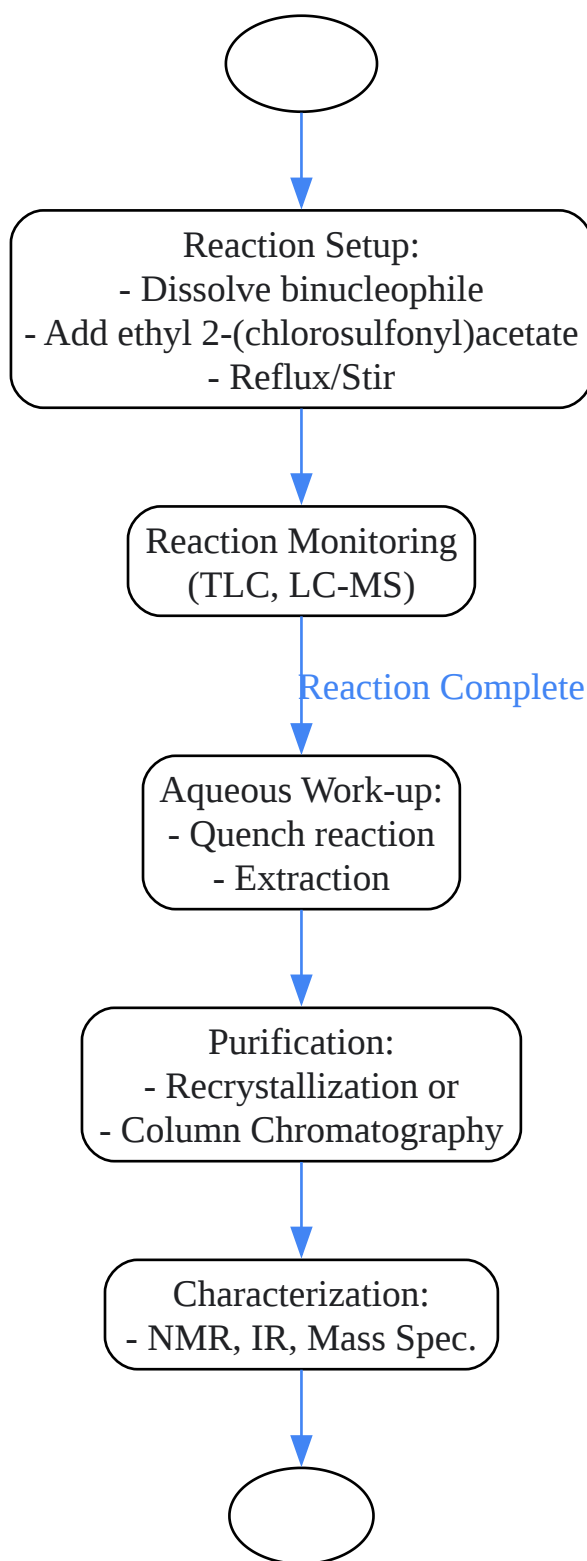 Reaction Setup:
- Dissolve binucleophile
- Add ethyl 2-(chlorosulfonyl)acetate
- Reflux/Stir
Reaction Monitoring
(TLC, LC-MS)
Reaction Complete
Aqueous Work-up:
- Quench reaction
- Extraction
Purification:
- Recrystallization or
- Column Chromatography
Characterization:
- NMR, IR, Mass Spec.